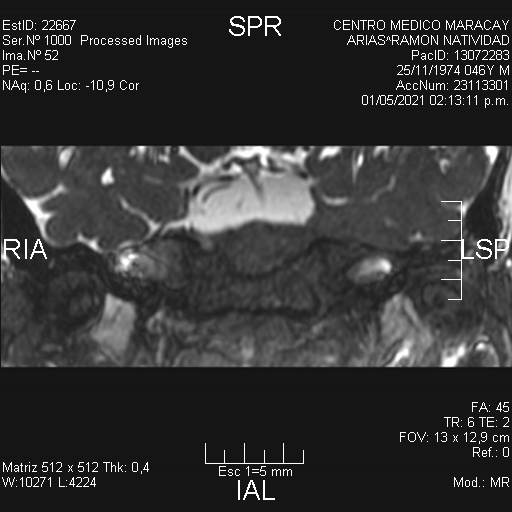 EstID: 22667
Ser.Nº 1000 Processed Images
Ima.Nº 52
PE= --
NAq: 0,6 Loc: -10,9 Cor
SPR
CENTRO MEDICO MARACAY
ARIAS^RAMON NATIVIDAD
PacID: 13072283
25/11/1974 046Y M
AccNum: 23113301
01/05/2021 02:13:11 p.m.
RIA
LSP
FA: 45
TR: 6 TE: 2
FOV: 13 x 12,9 cm
Ref.: 0
Mod.: MR
Matriz 512 x 512 Thk: 0,4
W:10271 L:4224
Esc 1=5 mm
IAL